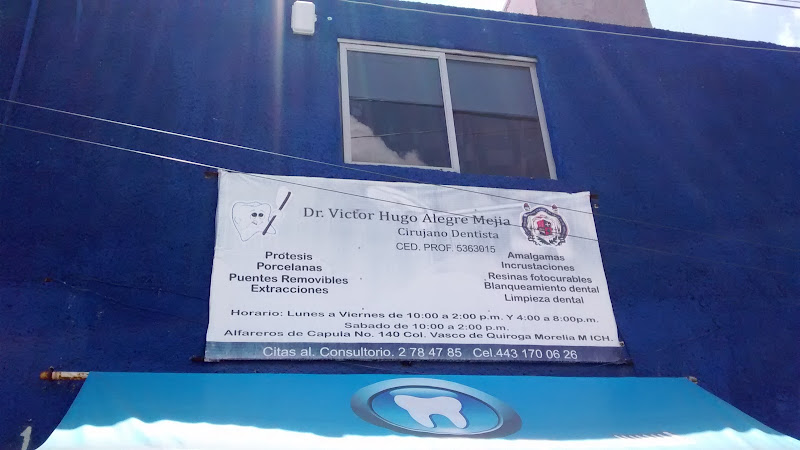 Dr. Victor Hugo Alegre Mejia
Cirujano Dentista
CED. PROF. 5363015
Protesis
Porcelanas
Puentes Removibles
Extracciones
Amalgamas
Incrustaciones
Resinas fotocurables
Blanqueamiento dental
Limpieza dental
Horario: Lunes a Viernes de 10:00 a 2:00 p.m. Y 4:00 a 8:00p.m.
Sabado de 10:00 a 2:00 p.m.
Alfareros de Capula No. 140 Col. Vasco de Quiroga Morelia MICH.
Citas al. Consultorio. 2 78 47 85 Cel.443 170 06 26